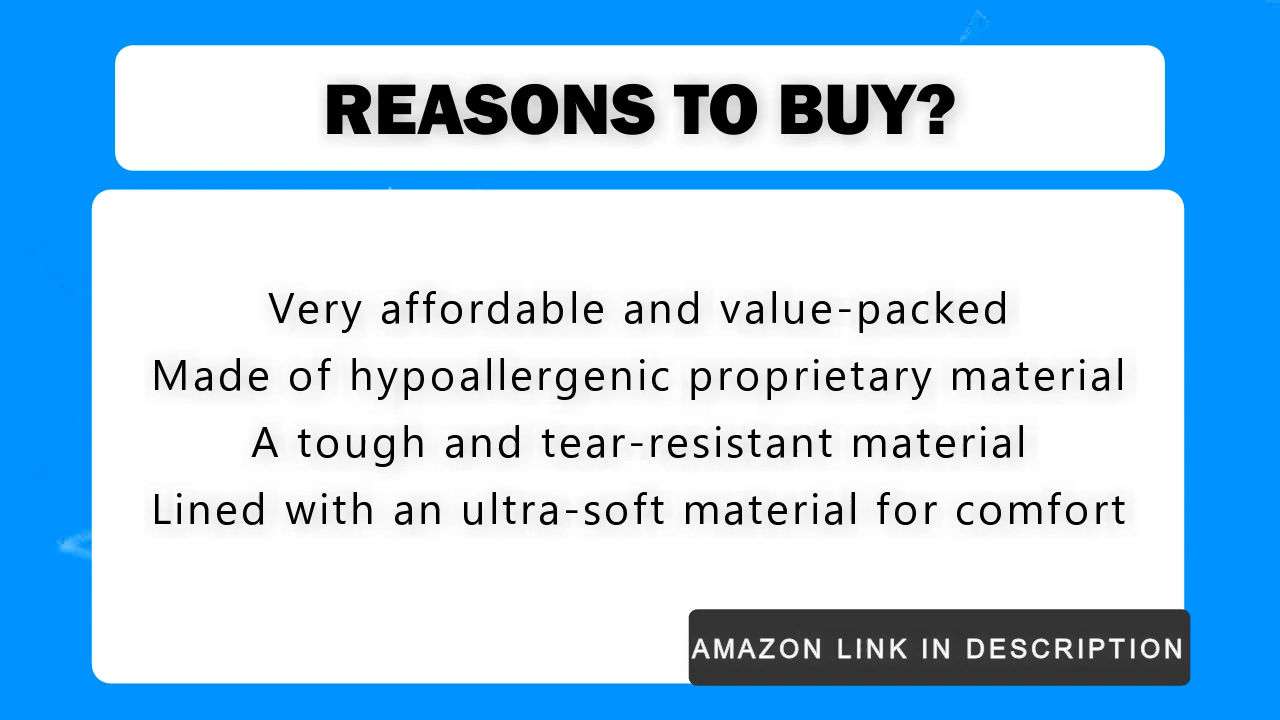 REASONS TO BUY?
Very affordable and value-packed
Made of hypoallergenic proprietary material
A tough and tear-resistant material
Lined with an ultra-soft material for comfort
AMAZON LINK IN DESCRIPTION